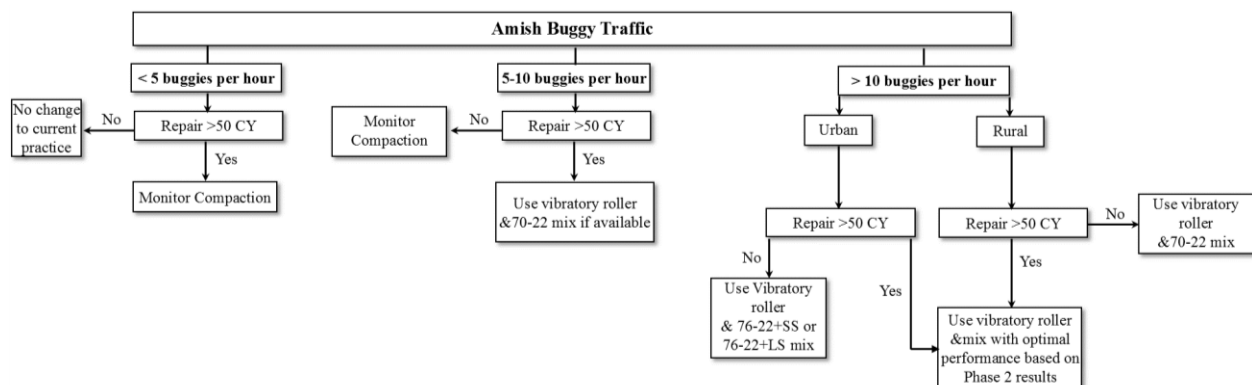 Amish Buggy Traffic
< 5 buggies per hour
5-10 buggies per hour
> 10 buggies per hour
No change
to current
practice
No
Repair >50 CY
Yes
Monitor Compaction
Monitor
Compaction
No
Repair >50 CY
Yes
Use vibratory roller
&70-22 mix if available
Urban
Rural
Repair >50 CY
No
Use Vibratory
roller
& 76-22+SS or
76-22+LS mix
Yes
Repair >50 CY
No
Use vibratory
roller
&70-22 mix
Yes
Use vibratory roller
&mix with optimal
performance based on
Phase 2 results